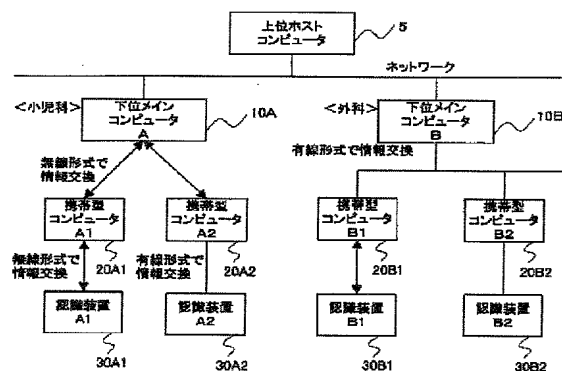 上位ホスト
コンピュータ
5
ネットワーク
<小児科>
下位メイン
コンピュータ
A
10A
<外科>
下位メイン
コンピュータ
B
10B
無線形式で
情報交換
有線形式で
情報交換
携帯型
コンピュータ
A1
携帯型
コンピュータ
A2
携帯型
コンピュータ
B1
携帯型
コンピュータ
B2
無線形式で
情報交換
20A1
有線形式で
情報交換
20A2
20B1
20B2
認識装置
A1
認識装置
A2
認識装置
B1
認識装置
B2
30A1
30A2
30B1
30B2